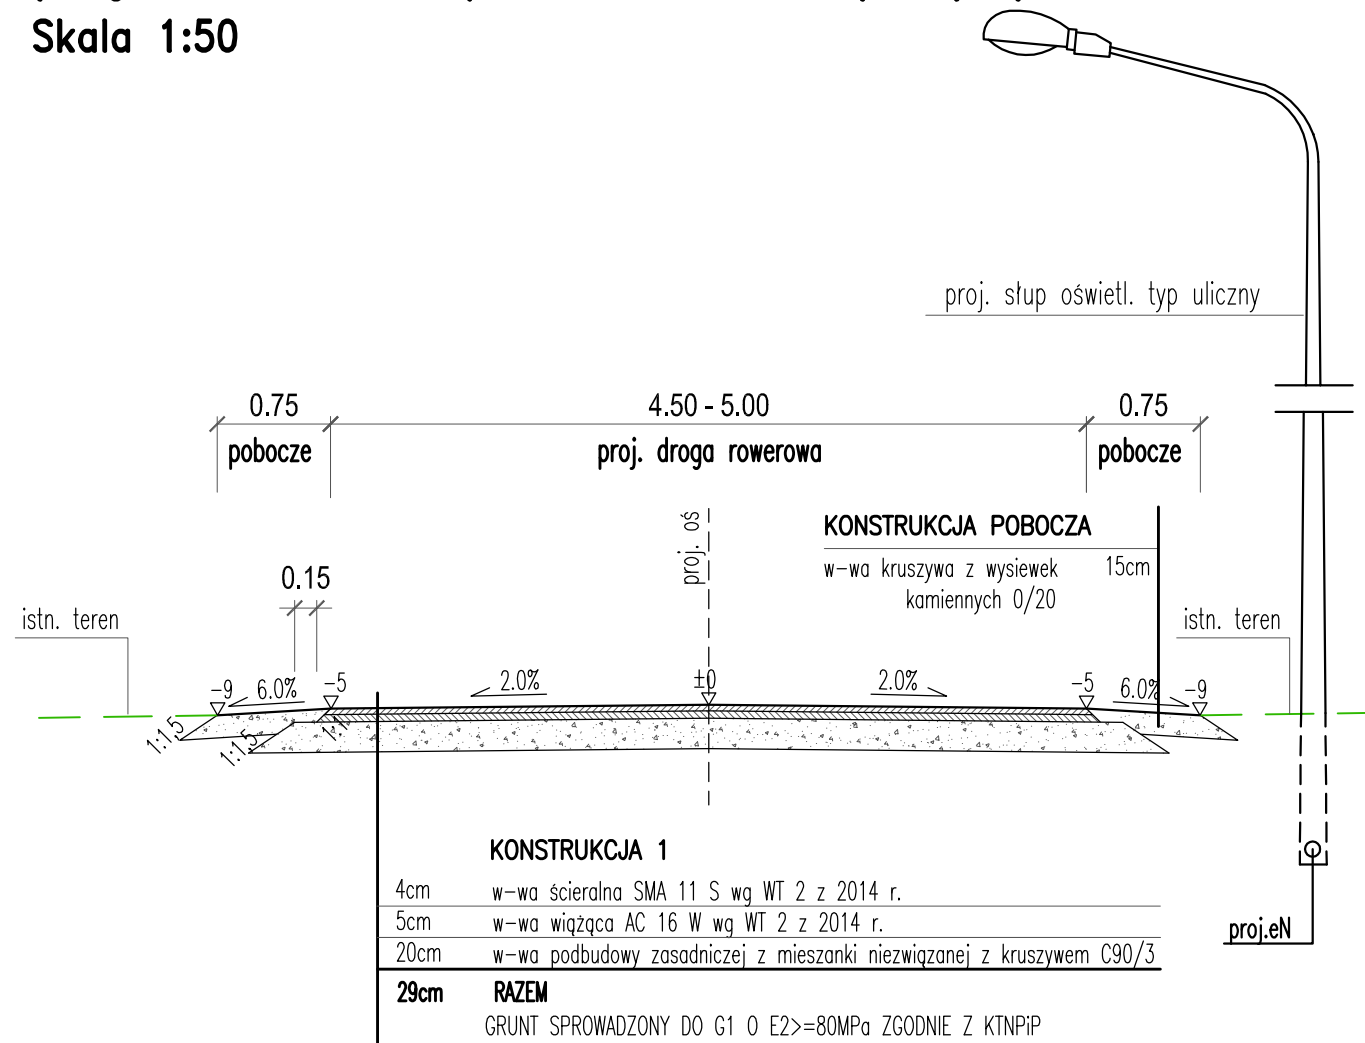 Skala 1:50
proj. słup oświetl. typ uliczny
0.75
4.50 - 5.00
0.75
pobocze
proj. droga rowerowa
pobocze
proj. oś
KONSTRUKCJA POBOCZA
w-wa kruszywa z wysiewek 15cm
kamiennych 0/20
0.15
istn. teren
istn. teren
-9
6.0%
-5
2.0%
±0
2.0%
-5
6.0%
-9
1:1,5
1:1,5
1:1
KONSTRUKCJA 1
4cm w-wa ścieralna SMA 11 S wg WT 2 z 2014 r.
5cm w-wa wiążąca AC 16 W wg WT 2 z 2014 r.
20cm w-wa podbudowy zasadniczej z mieszanki niezwiązanej z kruszywem C90/3
29cm RAZEM
GRUNT SPROWADZONY DO G1 O E2>=80MPa ZGODNIE Z KTNPiP
proj.eN